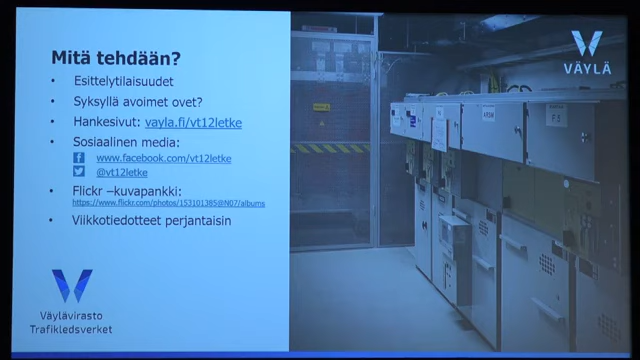 Mitä tehdään?
• Esittelytilaisuudet
• Syksyllä avoimet ovet?
• Hankesivut: vayla.fi/vt12letke
• Sosiaalinen media:
www.facebook.com/vt12letke
@vt12letke
• Flickr –kuvapankki:
https://www.flickr.com/photos/153101385@N07/albums
• Viikkotiedotteet perjantaisin
Väylävirasto
Trafikledsverket
VÄYLÄ